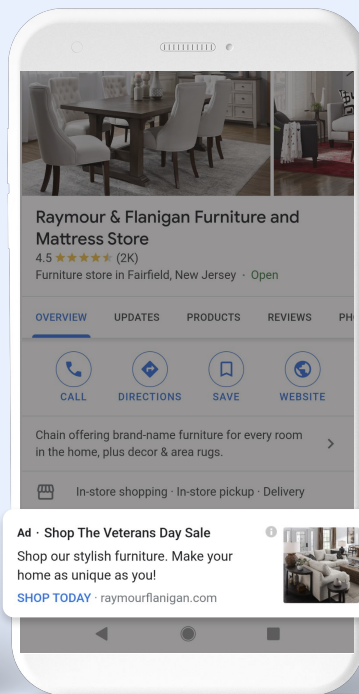 Raymour & Flanigan Furniture and
Mattress Store
4.5 (2K)
Furniture store in Fairfield, New Jersey · Open
OVERVIEW UPDATES PRODUCTS REVIEWS PH
CALL DIRECTIONS SAVE WEBSITE
Chain offering brand-name furniture for every room
in the home, plus decor & area rugs.
In-store shopping · In-store pickup · Delivery
Ad · Shop The Veterans Day Sale
Shop our stylish furniture. Make your
home as unique as you!
SHOP TODAY · raymourflanigan.com